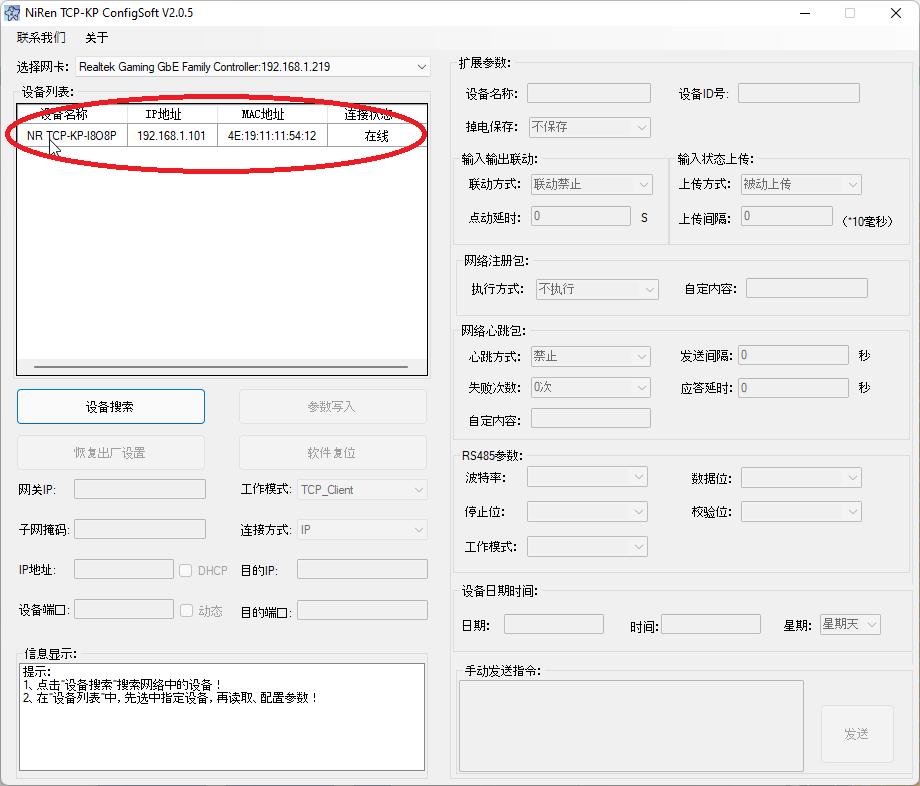 NiRen TCP-KP ConfigSoft V2.0.5
联系我们 关于
选择网卡: Realtek Gaming GbE Family Controller:192.168.1.219
设备列表:
设备名称 IP地址 MAC地址 连接状态
NR TCP-KP-I8O8P 192.168.1.101 4E:19:11:11:54:12 在线
设备搜索 参数写入
恢复出厂设置 软件复位
网关IP: 工作模式: TCP_Client
子网掩码: 连接方式: IP
IP地址: DHCP 目的IP:
设备端口: 动态 目的端口:
信息显示:
提示:
1、点击"设备搜索"搜索网络中的设备！
2、在"设备列表"中，先选中指定设备，再读取、配置参数！
扩展参数:
设备名称: 设备ID号:
掉电保存: 不保存
输入输出联动:
联动方式: 联动禁止
点动延时: 0 S
输入状态上传:
上传方式: 被动上传
上传间隔: 0 (*10毫秒)
网络注册包:
执行方式: 不执行 自定内容:
网络心跳包:
心跳方式: 禁止 发送间隔: 0 秒
失败次数: 0次 应答延时: 0 秒
自定内容:
RS485参数:
波特率: 数据位:
停止位: 校验位:
工作模式:
设备日期时间:
日期: 时间: 星期: 星期天
手动发送指令:
发送